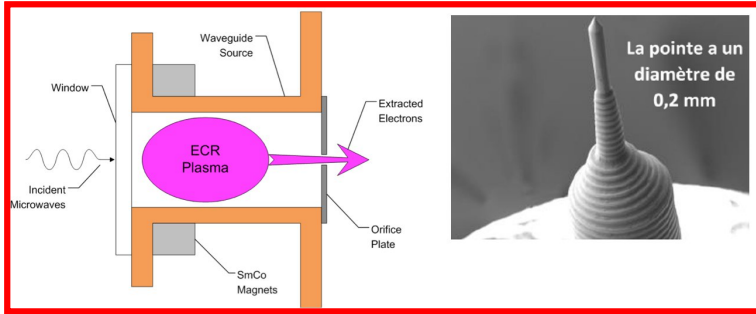 Waveguide
Source
Window
Extracted
Electrons
ECR
Plasma
Incident
Microwaves
Orifice
Plate
SmCo
Magnets
La pointe a un
diamètre de
0,2 mm